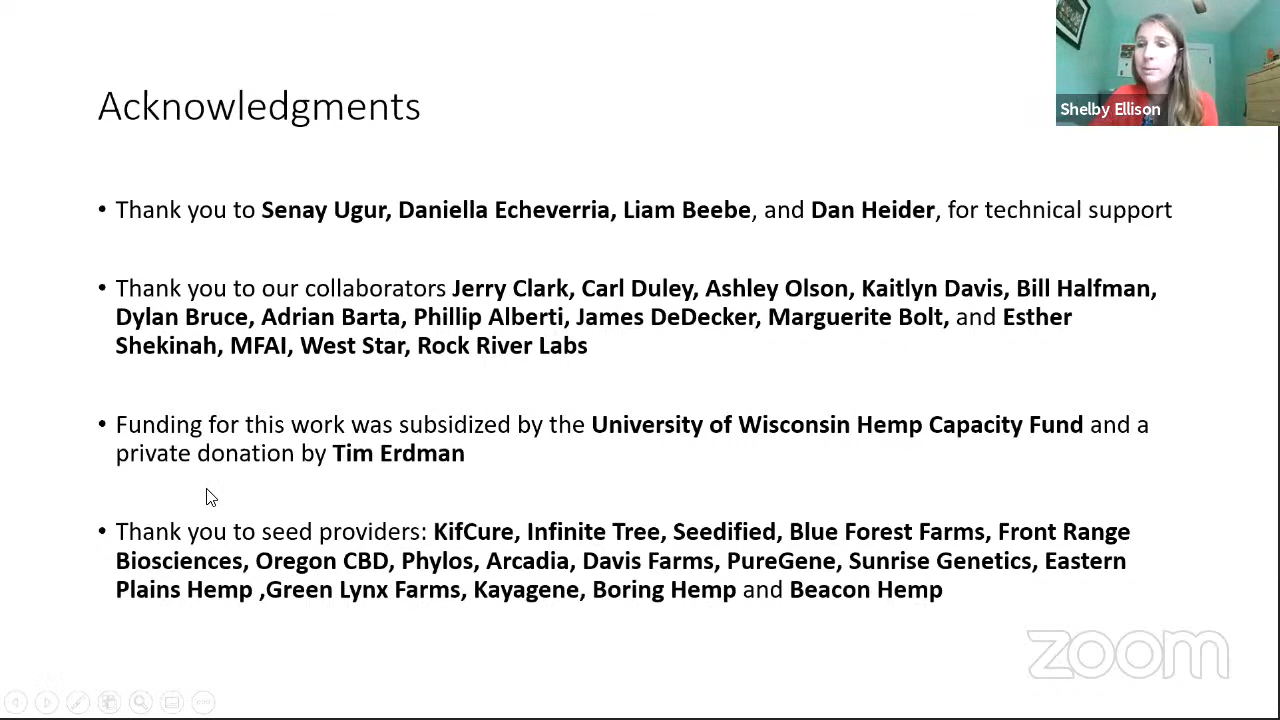 Acknowledgments
Shelby Ellison
• Thank you to Senay Ugur, Daniella Echeverria, Liam Beebe, and Dan Heider, for technical support
• Thank you to our collaborators Jerry Clark, Carl Duley, Ashley Olson, Kaitlyn Davis, Bill Halfman,
Dylan Bruce, Adrian Barta, Phillip Alberti, James DeDecker, Marguerite Bolt, and Esther
Shekinah, MFAI, West Star, Rock River Labs
• Funding for this work was subsidized by the University of Wisconsin Hemp Capacity Fund and a
private donation by Tim Erdman
• Thank you to seed providers: KifCure, Infinite Tree, Seedified, Blue Forest Farms, Front Range
Biosciences, Oregon CBD, Phylos, Arcadia, Davis Farms, PureGene, Sunrise Genetics, Eastern
Plains Hemp ,Green Lynx Farms, Kayagene, Boring Hemp and Beacon Hemp
zoom